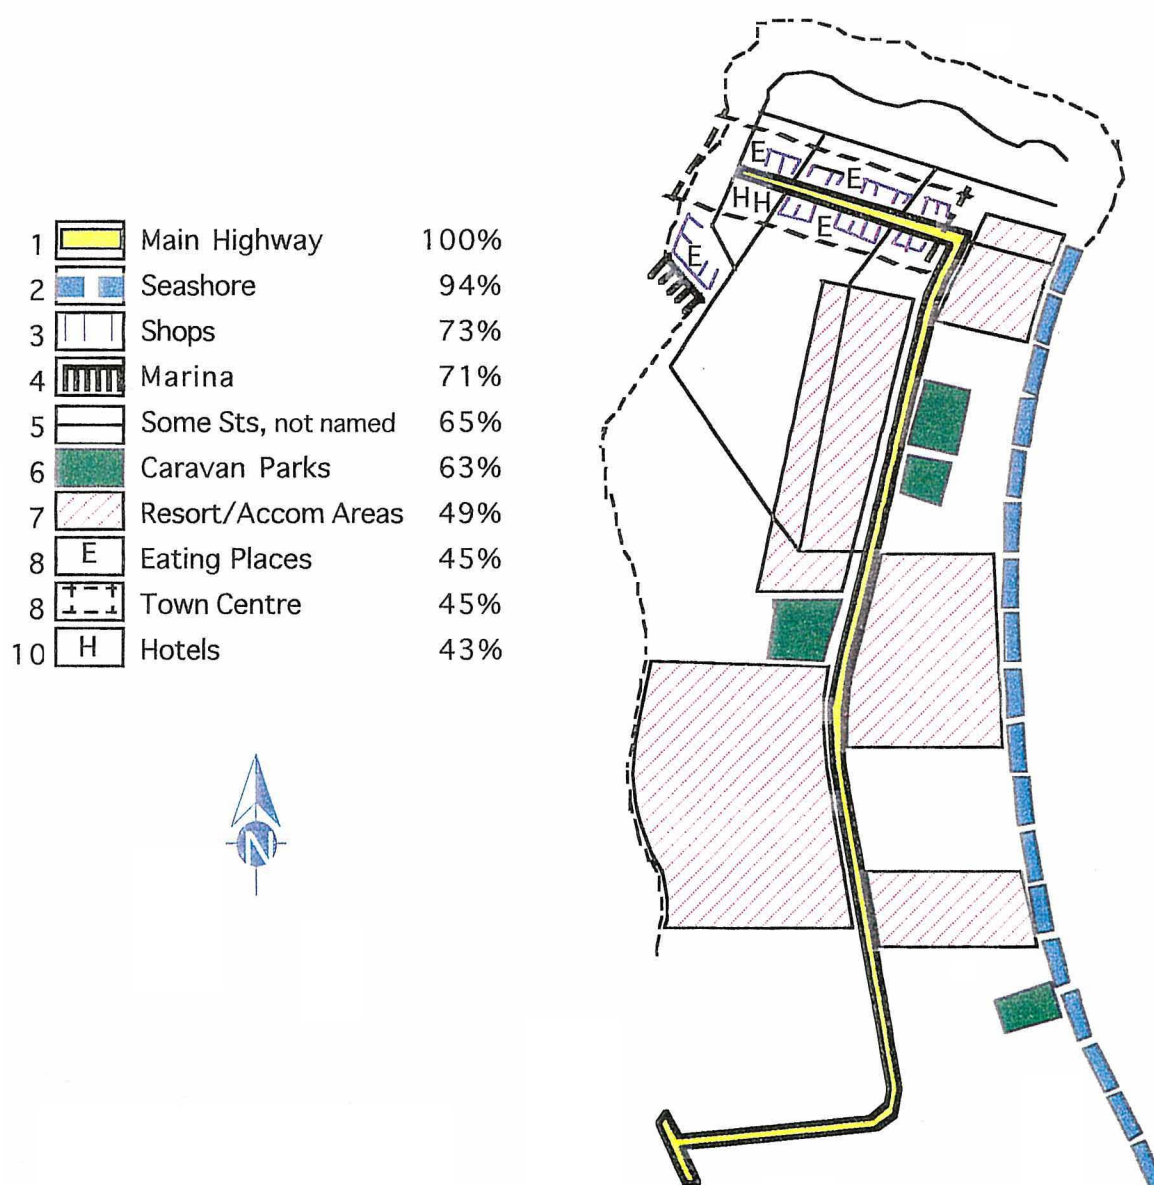 1 Main Highway 100%
2 Seashore 94%
3 Shops 73%
4 Marina 71%
5 Some Sts, not named 65%
6 Caravan Parks 63%
7 Resort/Accom Areas 49%
8 E Eating Places 45%
8 Town Centre 45%
10 H Hotels 43%
N
E
E
H H
E
E